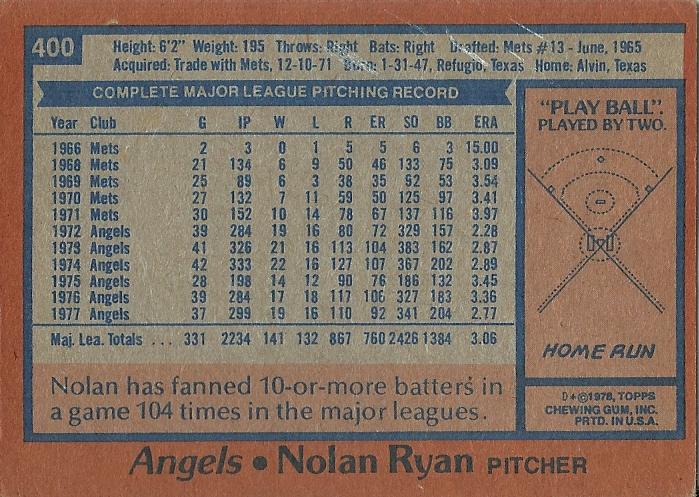 400
Height: 6'2" Weight: 195 Throws: Right Bats: Right Drafted: Mets #13 - June, 1965
Acquired: Trade with Mets, 12-10-71 Born: 1-31-47, Refugio, Texas Home: Alvin, Texas
COMPLETE MAJOR LEAGUE PITCHING RECORD
Year Club G IP W L R ER SO BB ERA
1966 Mets 2 3 0 1 5 5 6 3 15.00
1968 Mets 21 134 6 9 50 46 133 75 3.09
1969 Mets 25 89 6 3 38 35 92 53 3.54
1970 Mets 27 132 7 11 59 50 125 97 3.41
1971 Mets 30 152 10 14 78 67 137 116 3.97
1972 Angels 39 284 19 16 80 72 329 157 2.28
1973 Angels 41 326 21 16 113 104 383 162 2.87
1974 Angels 42 333 22 16 127 107 367 202 2.89
1975 Angels 28 198 14 12 90 76 186 132 3.45
1976 Angels 39 284 17 18 117 106 327 183 3.36
1977 Angels 37 299 19 16 110 92 341 204 2.77
Maj. Lea. Totals ... 331 2234 141 132 867 760 2426 1384 3.06
Nolan has fanned 10-or-more batters in
a game 104 times in the major leagues.
"PLAY BALL".
PLAYED BY TWO.
HOME RUN
D*©1978, TOPPS
CHEWING GUM, INC.
PRTD. IN U.S.A.
Angels • Nolan Ryan PITCHER